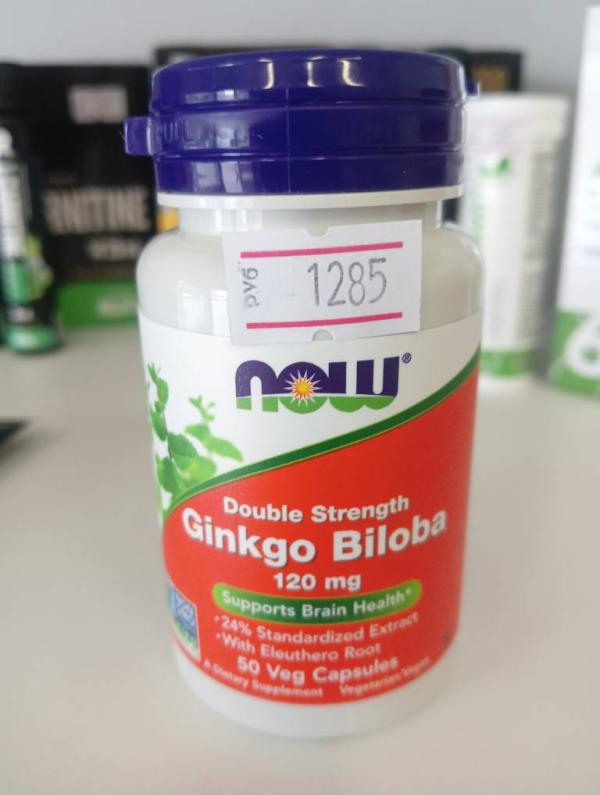 руб 1285
NOW®
Double Strength
Ginkgo Biloba
120 mg
Supports Brain Health*
• 24% Standardized Extract
• With Eleuthero Root
50 Veg Capsules
A Dietary Supplement Vegetarian/Vegan
RNITINE